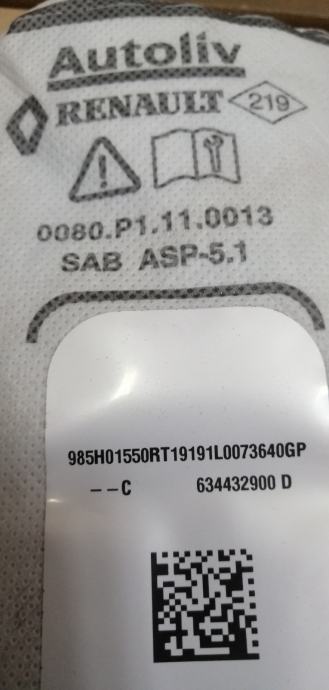 Autoliv
RENAULT 219
0080.P1.11.0013
SAB ASP-5.1
985H01550RT19191L0073640GP
--C 634432900 D